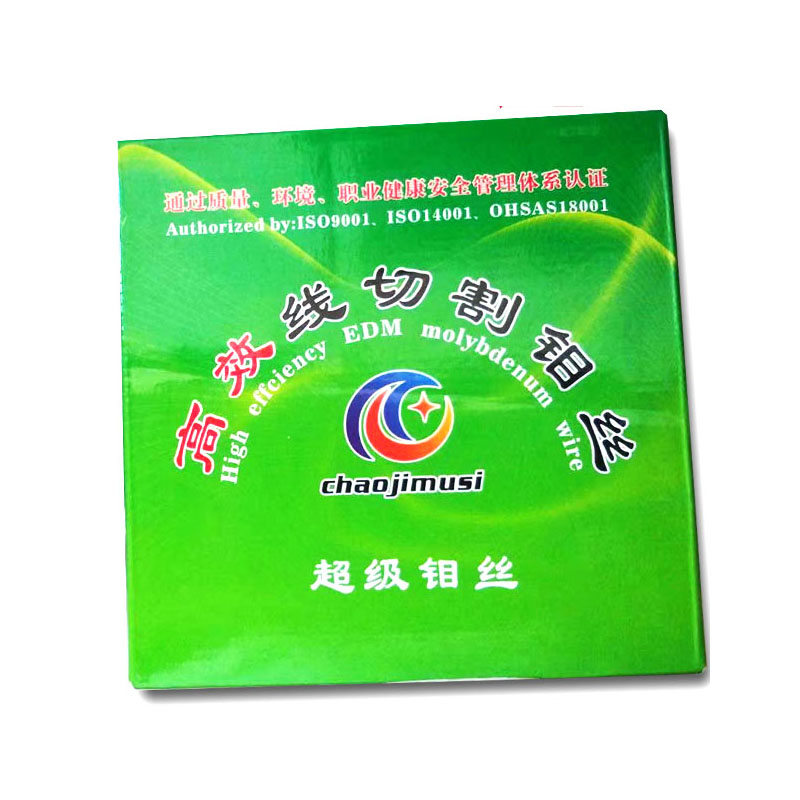 通过质量、环境、职业健康安全管理体系认证
Authorized by:ISO9001、ISO14001、OHSAS18001
高效线切割钼丝
High effciency EDM molybdenum wire
chaojimusi
超级钼丝